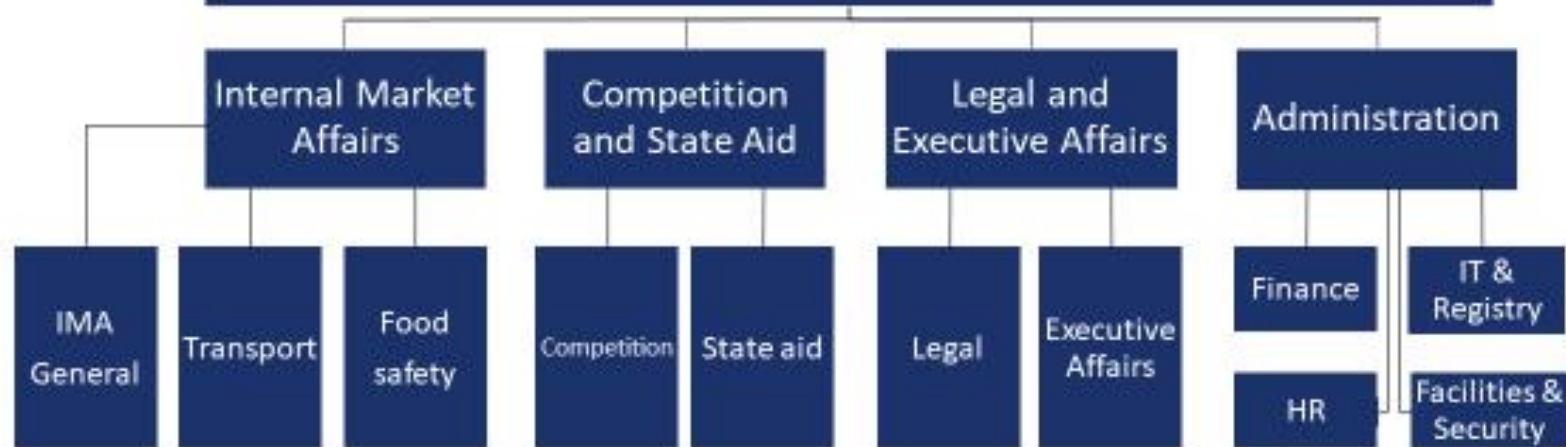 Internal Market
Affairs
Competition
and State Aid
Legal and
Executive Affairs
Administration
IMA
General
Transport
Food
safety
Competition
State aid
Legal
Executive
Affairs
Finance
IT &
Registry
HR
Facilities &
Security